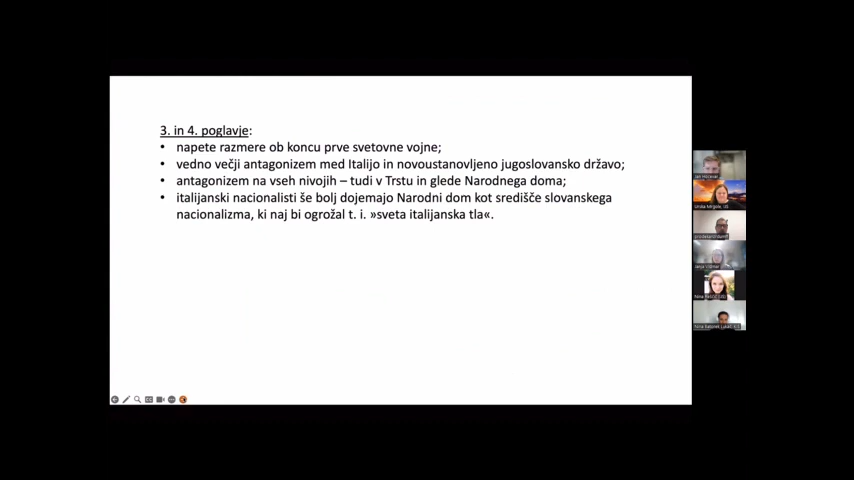 3. in 4. poglavje:
• napete razmere ob koncu prve svetovne vojne;
• vedno večji antagonizem med Italijo in novoustanovljeno jugoslovansko državo;
• antagonizem na vseh nivojih – tudi v Trstu in glede Narodnega doma;
• italijanski nacionalisti še bolj dojemajo Narodni dom kot središče slovanskega
nacionalizma, ki naj bi ogrožal t. i. »sveta italijanska tla«.